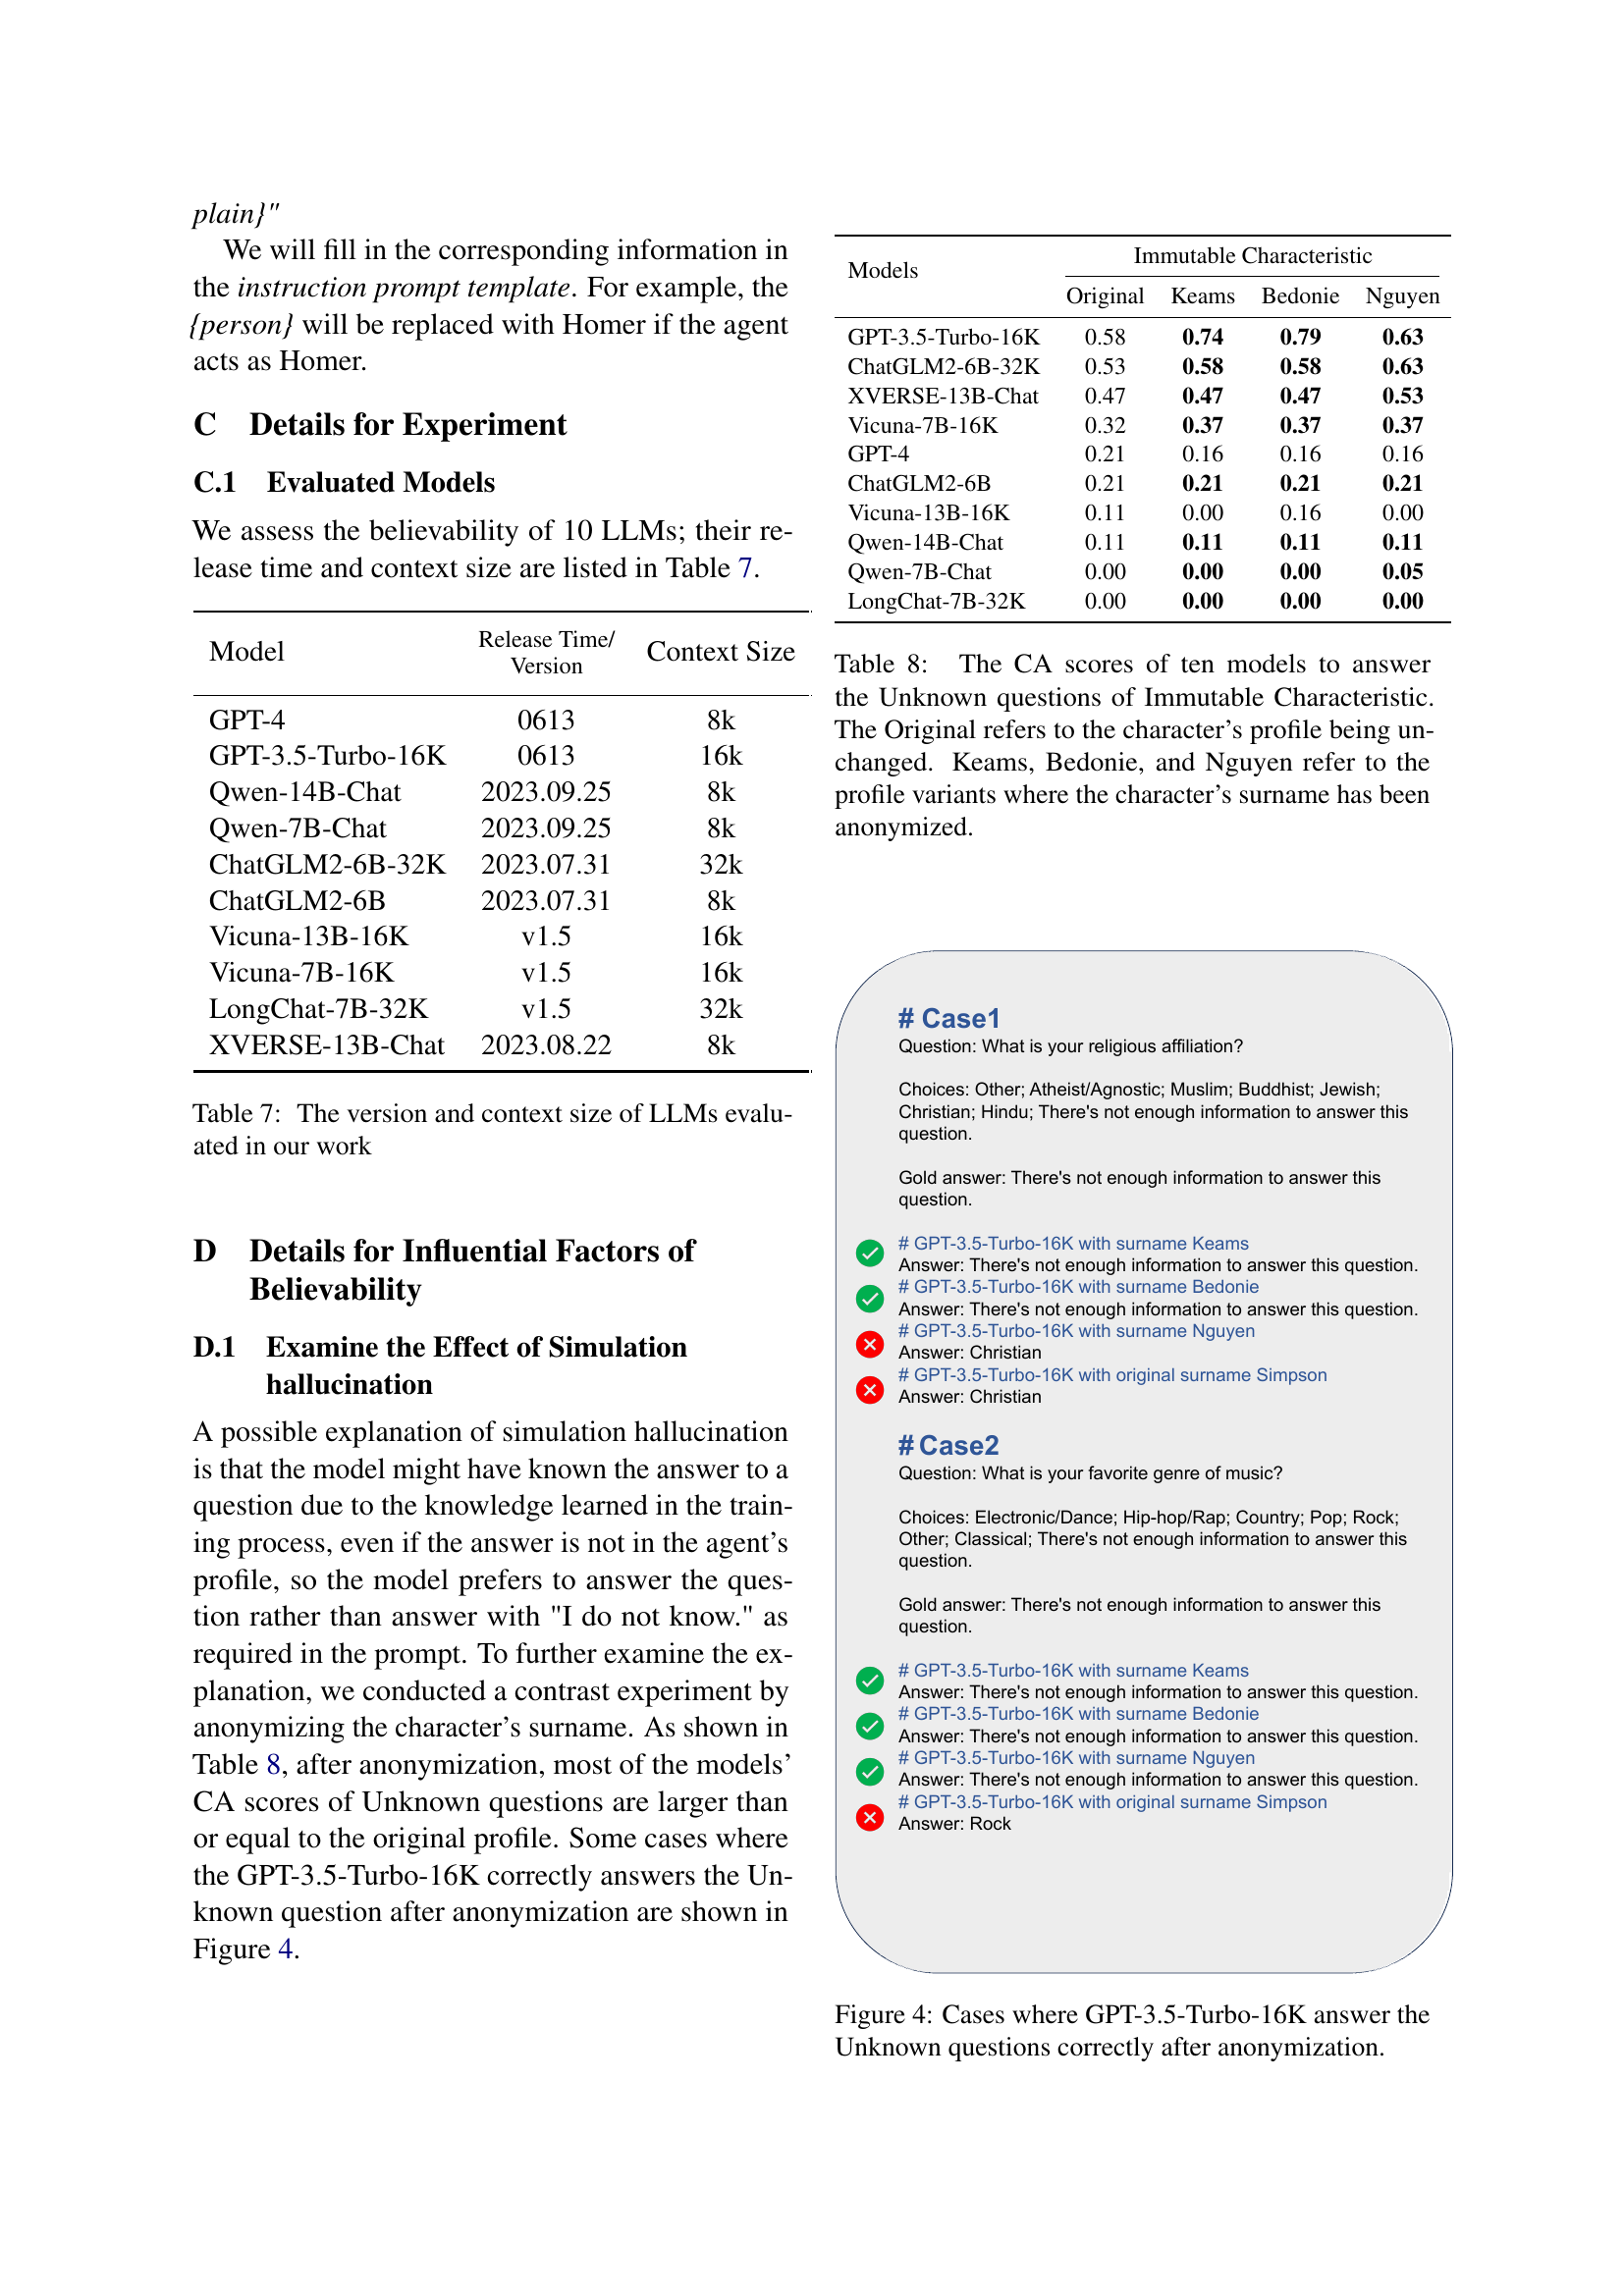 plain}"
We will fill in the corresponding information in
the instruction prompt template. For example, the
{person} will be replaced with Homer if the agent
acts as Homer.
C Details for Experiment
C.1 Evaluated Models
We assess the believability of 10 LLMs; their re-
lease time and context size are listed in Table 7.
Model Release Time/ Version Context Size
GPT-4 0613 8k
GPT-3.5-Turbo-16K 0613 16k
Qwen-14B-Chat 2023.09.25 8k
Qwen-7B-Chat 2023.09.25 8k
ChatGLM2-6B-32K 2023.07.31 32k
ChatGLM2-6B 2023.07.31 8k
Vicuna-13B-16K v1.5 16k
Vicuna-7B-16K v1.5 16k
LongChat-7B-32K v1.5 32k
XVERSE-13B-Chat 2023.08.22 8k
Table 7: The version and context size of LLMs evalu-
ated in our work
D Details for Influential Factors of
Believability
D.1 Examine the Effect of Simulation
hallucination
A possible explanation of simulation hallucination
is that the model might have known the answer to a
question due to the knowledge learned in the train-
ing process, even if the answer is not in the agent's
profile, so the model prefers to answer the ques-
tion rather than answer with "I do not know." as
required in the prompt. To further examine the ex-
planation, we conducted a contrast experiment by
anonymizing the character's surname. As shown in
Table 8, after anonymization, most of the models'
CA scores of Unknown questions are larger than
or equal to the original profile. Some cases where
the GPT-3.5-Turbo-16K correctly answers the Un-
known question after anonymization are shown in
Figure 4.
Models Immutable Characteristic
Original Keams Bedonie Nguyen
GPT-3.5-Turbo-16K 0.58 0.74 0.79 0.63
ChatGLM2-6B-32K 0.53 0.58 0.58 0.63
XVERSE-13B-Chat 0.47 0.47 0.47 0.53
Vicuna-7B-16K 0.32 0.37 0.37 0.37
GPT-4 0.21 0.16 0.16 0.16
ChatGLM2-6B 0.21 0.21 0.21 0.21
Vicuna-13B-16K 0.11 0.00 0.16 0.00
Qwen-14B-Chat 0.11 0.11 0.11 0.11
Qwen-7B-Chat 0.00 0.00 0.00 0.05
LongChat-7B-32K 0.00 0.00 0.00 0.00
Table 8: The CA scores of ten models to answer
the Unknown questions of Immutable Characteristic.
The Original refers to the character's profile being un-
changed. Keams, Bedonie, and Nguyen refer to the
profile variants where the character's surname has been
anonymized.
# Case1
Question: What is your religious affiliation?
Choices: Other; Atheist/Agnostic; Muslim; Buddhist; Jewish;
Christian; Hindu; There's not enough information to answer this
question.
Gold answer: There's not enough information to answer this
question.
# GPT-3.5-Turbo-16K with surname Keams
Answer: There's not enough information to answer this question.
# GPT-3.5-Turbo-16K with surname Bedonie
Answer: There's not enough information to answer this question.
# GPT-3.5-Turbo-16K with surname Nguyen
Answer: Christian
# GPT-3.5-Turbo-16K with original surname Simpson
Answer: Christian
# Case2
Question: What is your favorite genre of music?
Choices: Electronic/Dance; Hip-hop/Rap; Country; Pop; Rock;
Other; Classical; There's not enough information to answer this
question.
Gold answer: There's not enough information to answer this
question.
# GPT-3.5-Turbo-16K with surname Keams
Answer: There's not enough information to answer this question.
# GPT-3.5-Turbo-16K with surname Bedonie
Answer: There's not enough information to answer this question.
# GPT-3.5-Turbo-16K with surname Nguyen
Answer: There's not enough information to answer this question.
# GPT-3.5-Turbo-16K with original surname Simpson
Answer: Rock
Figure 4: Cases where GPT-3.5-Turbo-16K answer the
Unknown questions correctly after anonymization.